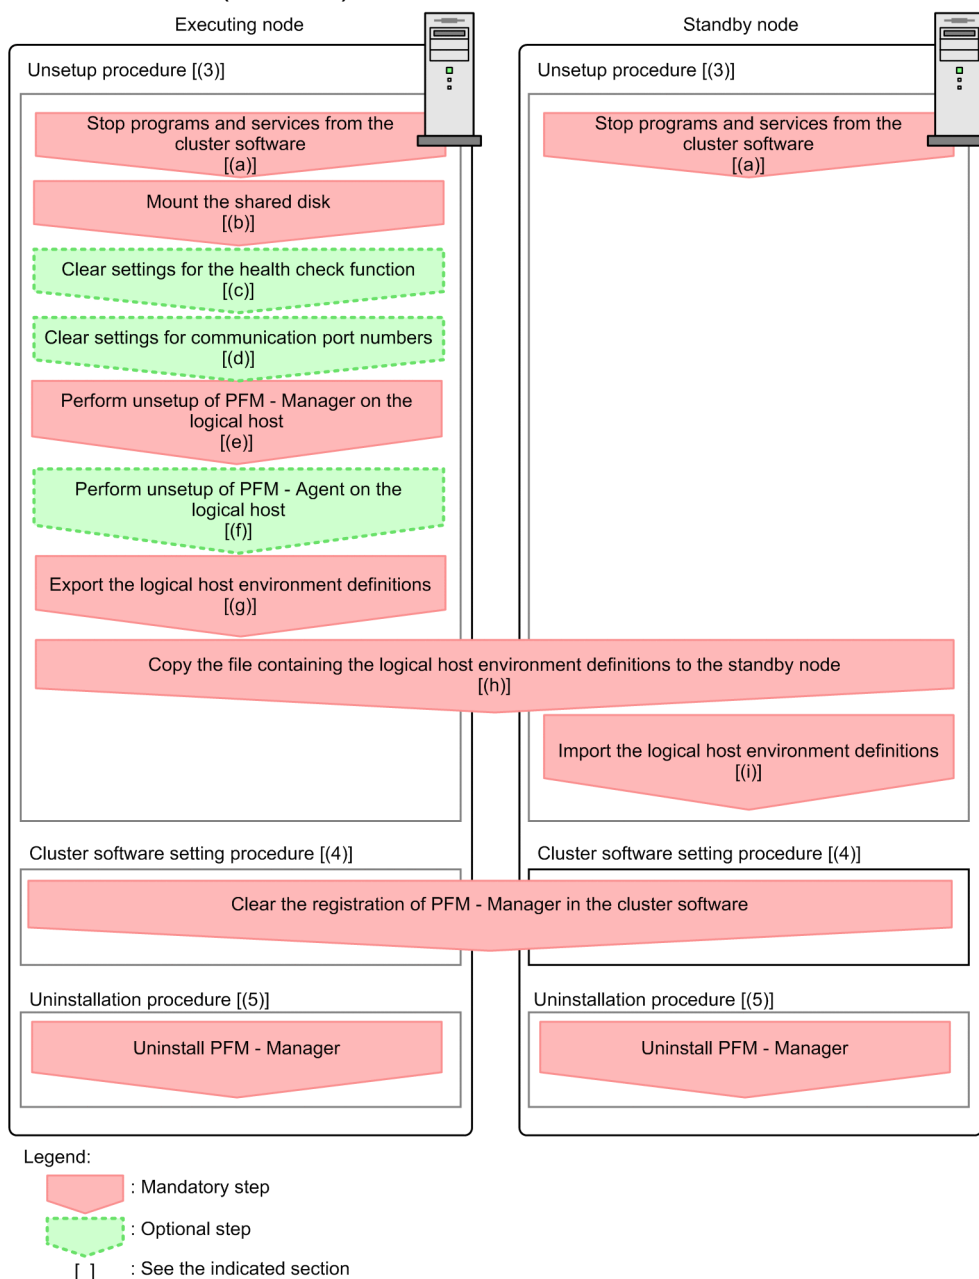 Executing node
Standby node
Unsetup procedure [(3)]
Unsetup procedure [(3)]
Stop programs and services from the
cluster software
[(a)]
Stop programs and services from the
cluster software
[(a)]
Mount the shared disk
[(b)]
Clear settings for the health check function
[(c)]
Clear settings for communication port numbers
[(d)]
Perform unsetup of PFM - Manager on the
logical host
[(e)]
Perform unsetup of PFM - Agent on the
logical host
[(f)]
Export the logical host environment definitions
[(g)]
Copy the file containing the logical host environment definitions to the standby node
[(h)]
Import the logical host environment definitions
[(i)]
Cluster software setting procedure [(4)]
Cluster software setting procedure [(4)]
Clear the registration of PFM - Manager in the cluster software
Uninstallation procedure [(5)]
Uninstallation procedure [(5)]
Uninstall PFM - Manager
Uninstall PFM - Manager
Legend:
: Mandatory step
: Optional step
[ ] : See the indicated section